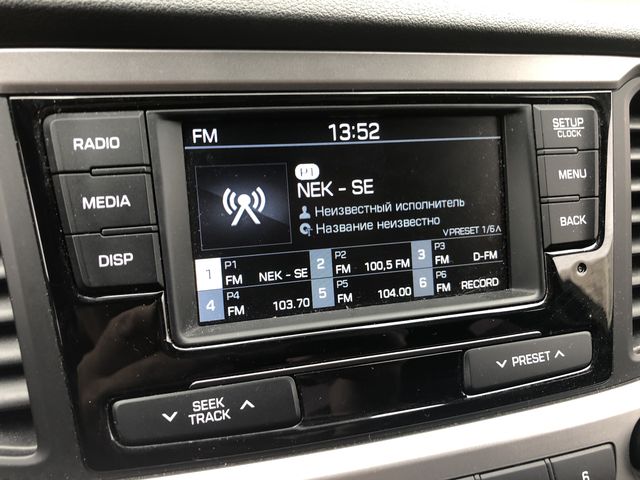 RADIO
MEDIA
DISP
FM 13:52
P1
NEK - SE
Неизвестный исполнитель
Название неизвестно
∨PRESET 1/6∧
1 P1 FM NEK - SE
2 P2 FM 100,5 FM
3 P3 FM D-FM
4 P4 FM 103.70
5 P5 FM 104.00
6 P6 FM RECORD
SETUP
CLOCK
MENU
BACK
∨ SEEK TRACK ∧
∨ PRESET ∧
6